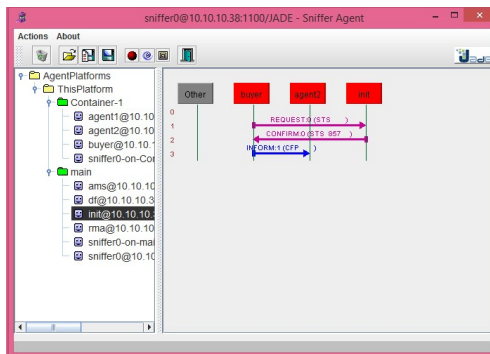 sniffer0@10.10.10.38:1100/JADE - Sniffer Agent
Actions About
AgentPlatforms
ThisPlatform
Container-1
agent1@10.10
agent2@10.10
buyer@10.10.1
sniffer0-on-Con
main
ams@10.10.10
df@10.10.10.3
init@10.10.10.
rma@10.10.10
sniffer0-on-mai
sniffer0@10.10
Other buyer agent2 init
0
1
2
3
REQUEST:0 (STS )
CONFIRM:0 (STS 857 )
INFORM:1 (CFP )